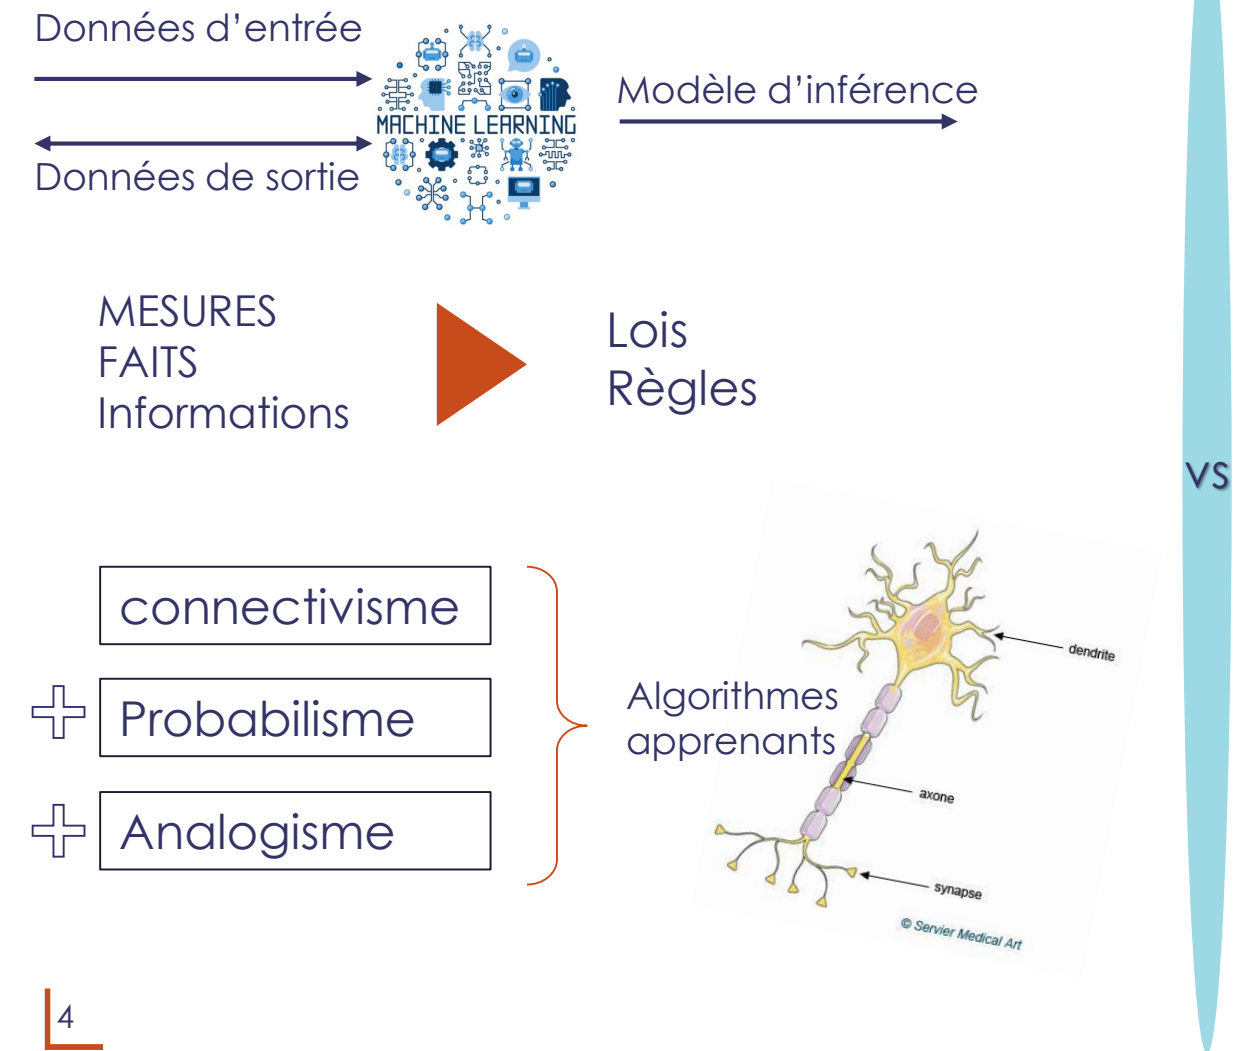 Données d’entrée
MACHINE LEARNING
Modèle d’inférence
Données de sortie
MESURES
FAITS
Informations
Lois
Règles
vs
connectivisme
Probabilisme
Analogisme
Algorithmes
apprenants
dendrite
axone
synapse
© Servier Medical Art
4